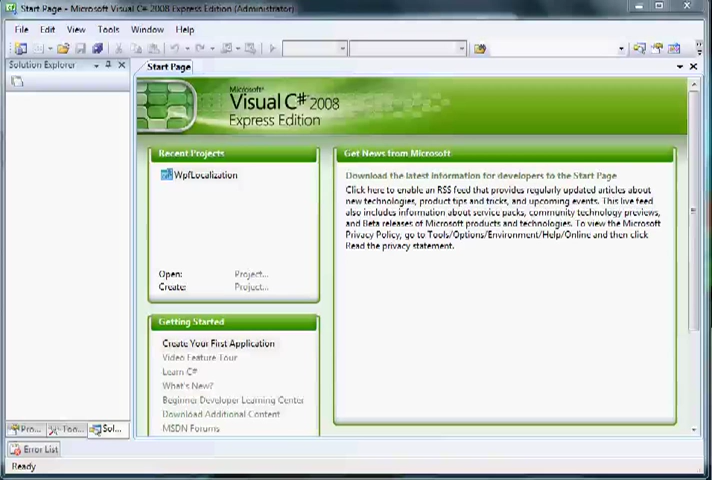 Start Page - Microsoft Visual C# 2008 Express Edition (Administrator)
File Edit View Tools Window Help
Solution Explorer
Start Page
Microsoft
Visual C# 2008
Express Edition
Recent Projects
WpfLocalization
Open: Project...
Create: Project...
Getting Started
Create Your First Application
Video Feature Tour
Learn C#
What's New?
Beginner Developer Learning Center
Download Additional Content
MSDN Forums
Get News from Microsoft
Download the latest information for developers to the Start Page
Click here to enable an RSS feed that provides regularly updated articles about
new technologies, product tips and tricks, and upcoming events. This live feed
also includes information about service packs, community technology previews,
and Beta releases of Microsoft products and technologies. To view the Microsoft
Privacy Policy, go to Tools/Options/Environment/Help/Online and then click
Read the privacy statement.
Pro... Too... Sol...
Error List
Ready